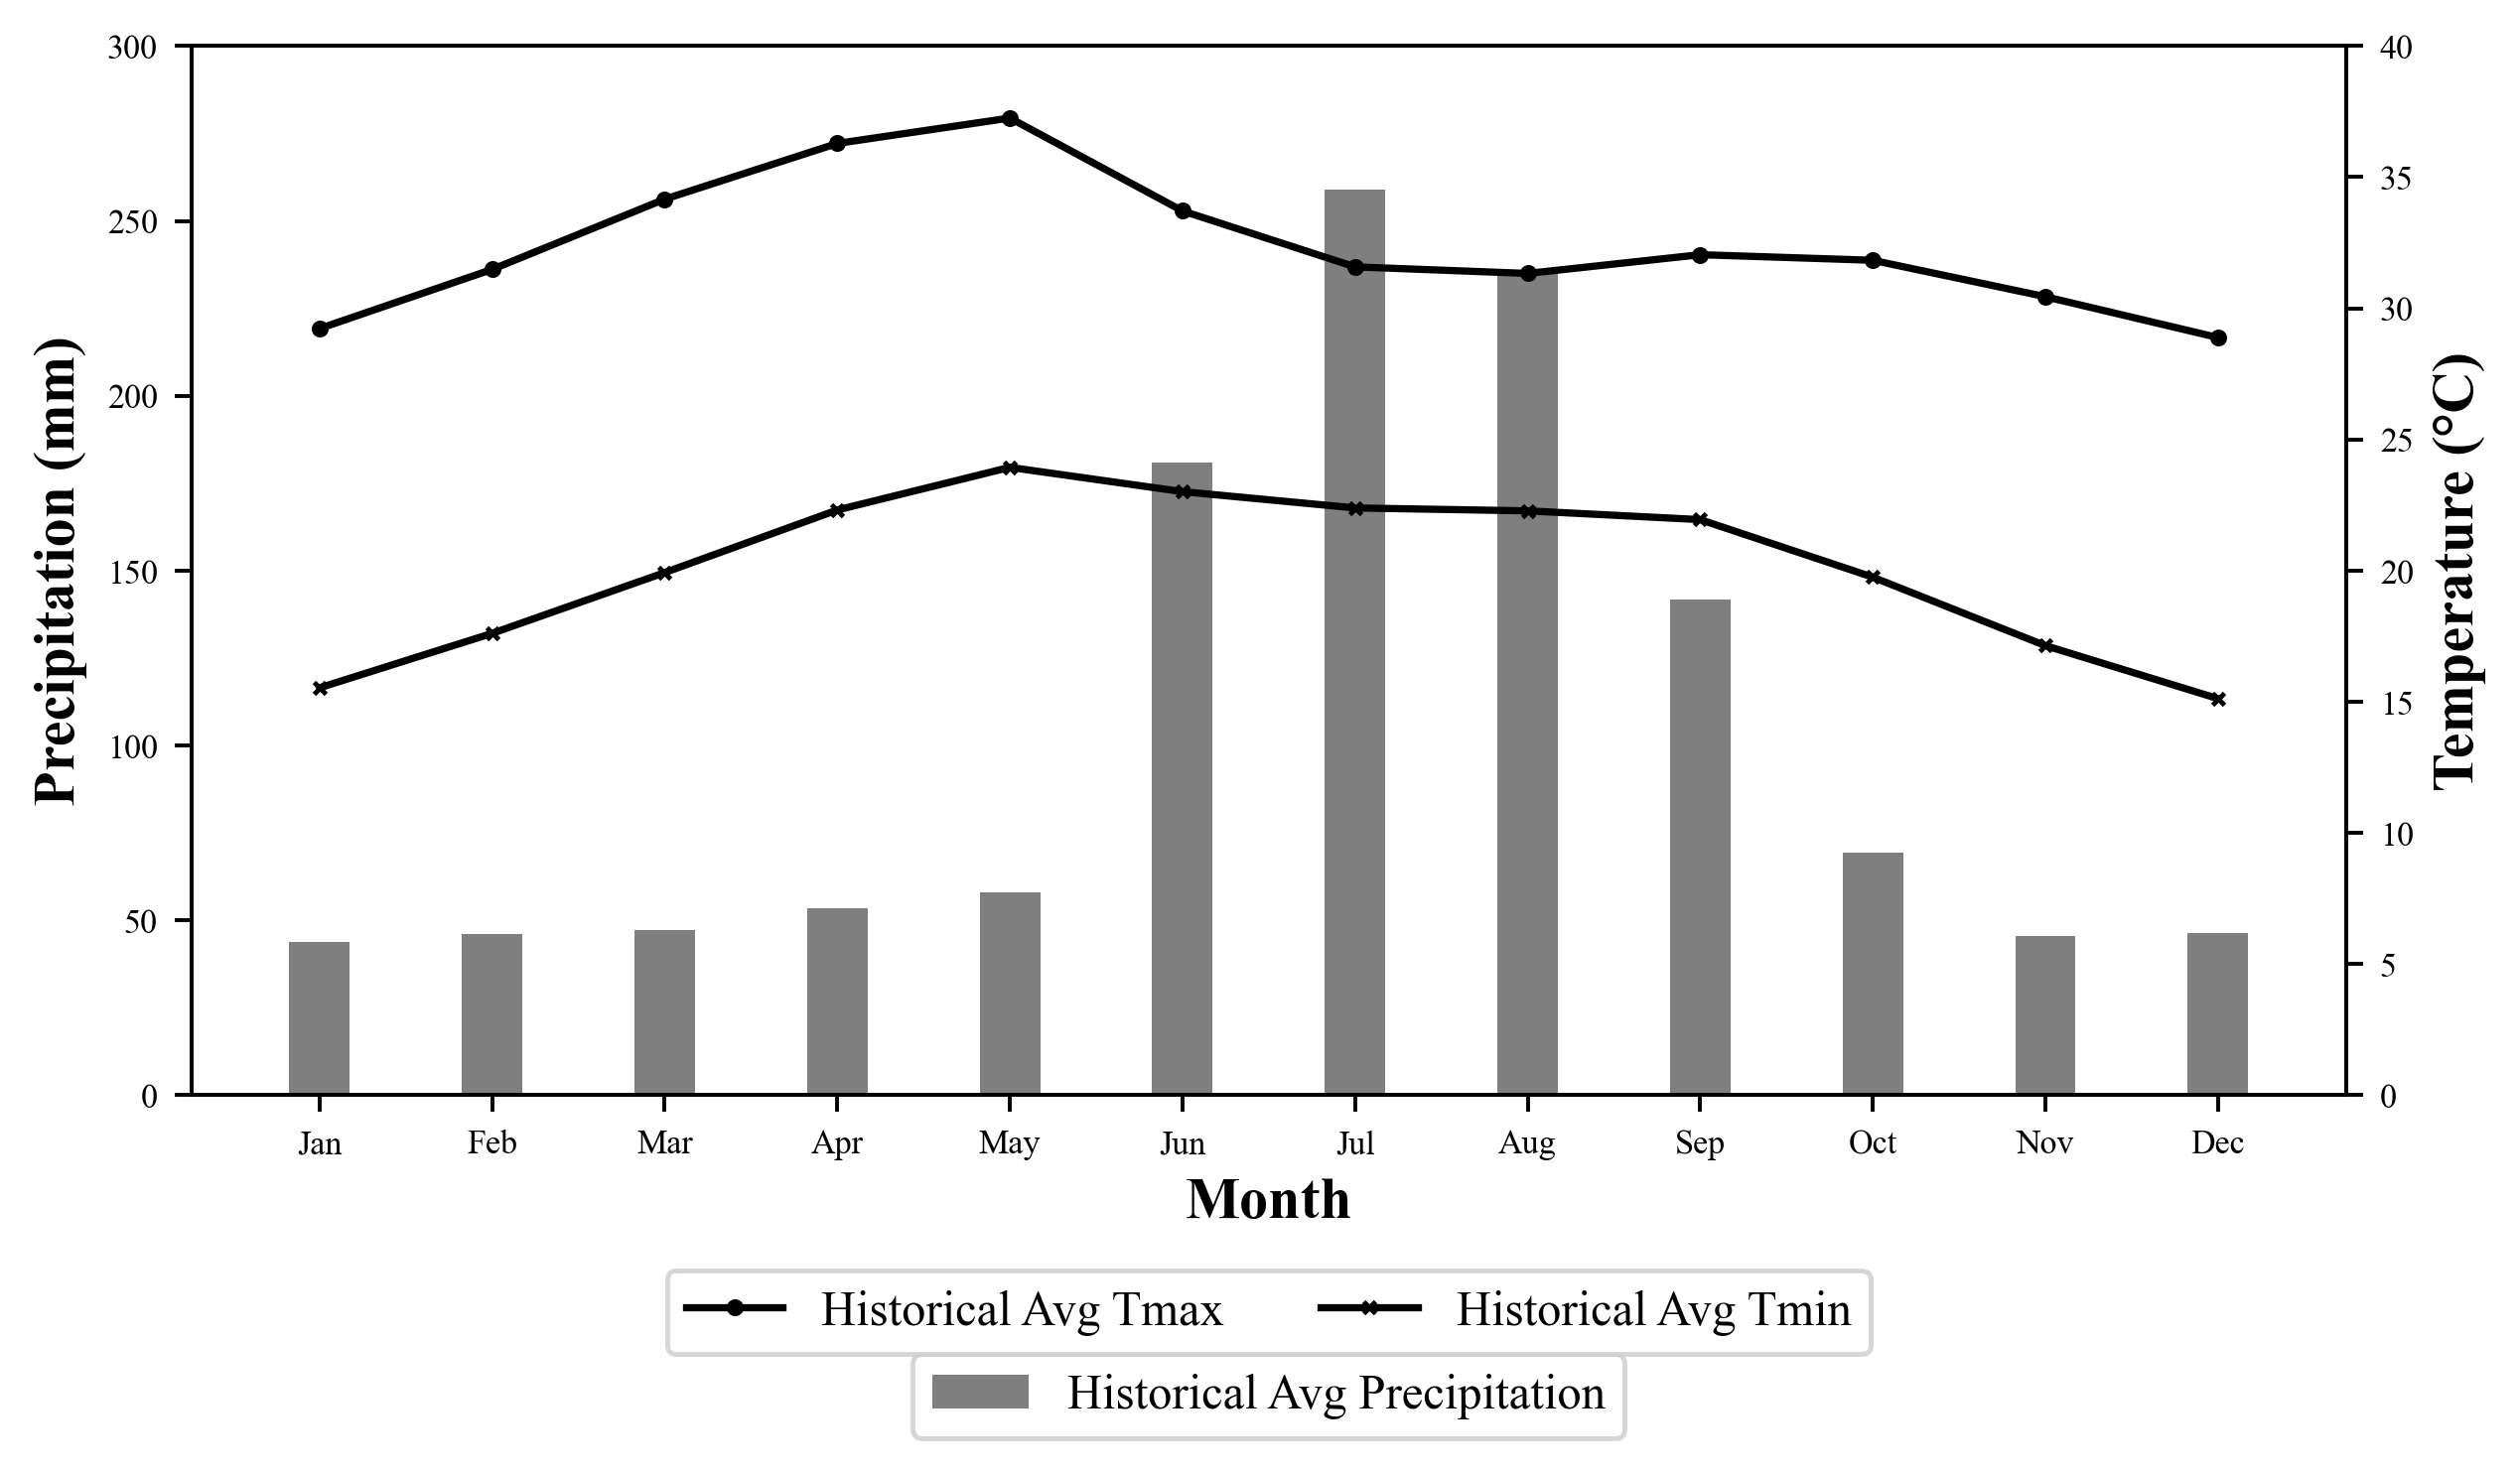 300
250
200
150
100
50
0
Precipitation (mm)
40
35
30
25
20
15
10
5
0
Temperature (°C)
Jan Feb Mar Apr May Jun Jul Aug Sep Oct Nov Dec
Month
Historical Avg Tmax Historical Avg Tmin
Historical Avg Precipitation